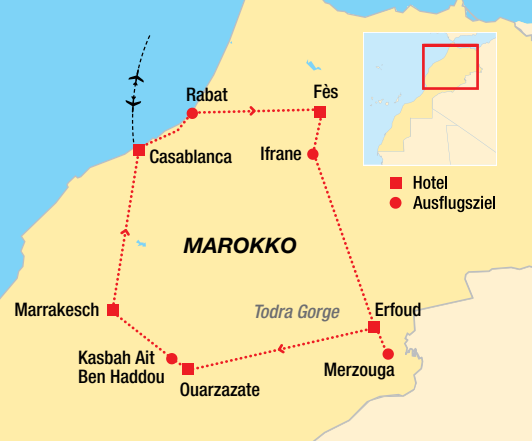 Rabat
Fès
Casablanca
Ifrane
Hotel
Ausflugsziel
MAROKKO
Marrakesch
Todra Gorge
Erfoud
Kasbah Ait
Ben Haddou
Merzouga
Ouarzazate